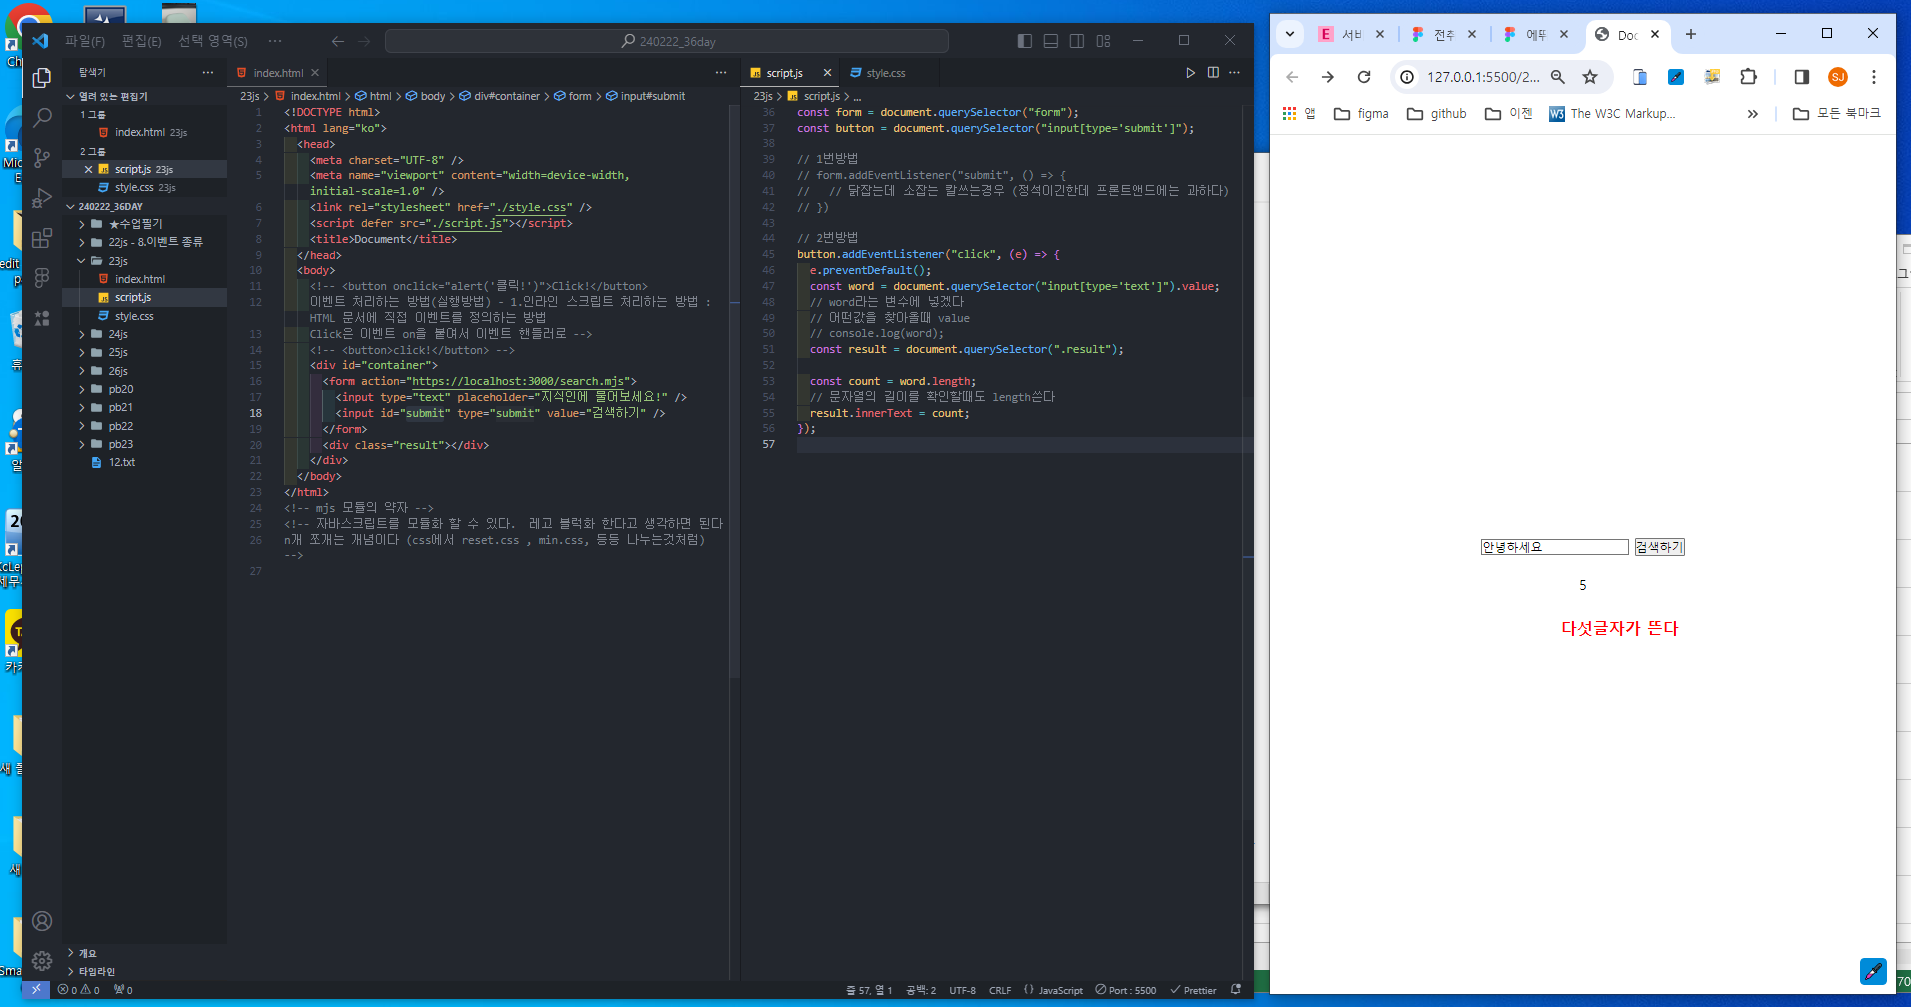 파일(F) 편집(E) 선택 영역(S) ··· 240222_36day
탐색기
열려 있는 편집기
1 그룹
index.html 23js
2 그룹
script.js 23js
style.css 23js
240222_36DAY
★수업필기
22js - 8.이벤트 종류
23js
index.html
script.js
style.css
24js
25js
26js
pb20
pb21
pb22
pb23
12.txt
개요
타임라인
index.html
23js > index.html > html > body > div#container > form > input#submit
1 <!DOCTYPE html>
2 <html lang="ko">
3 <head>
4 <meta charset="UTF-8" />
5 <meta name="viewport" content="width=device-width,
initial-scale=1.0" />
6 <link rel="stylesheet" href="./style.css" />
7 <script defer src="./script.js"></script>
8 <title>Document</title>
9 </head>
10 <body>
11 <!-- <button onclick="alert('클릭!')">Click!</button>
12 이벤트 처리하는 방법(실행방법) - 1.인라인 스크립트 처리하는 방법 :
HTML 문서에 직접 이벤트를 정의하는 방법
13 Click은 이벤트 on을 붙여서 이벤트 핸들러로 -->
14 <!-- <button>click!</button> -->
15 <div id="container">
16 <form action="https://localhost:3000/search.mjs">
17 <input type="text" placeholder="지식인에 물어보세요!" />
18 <input id="submit" type="submit" value="검색하기" />
19 </form>
20 <div class="result"></div>
21 </div>
22 </body>
23 </html>
24 <!-- mjs 모듈의 약자 -->
25 <!-- 자바스크립트를 모듈화 할 수 있다. 레고 블럭화 한다고 생각하면 된다
26 n개 쪼개는 개념이다 (css에서 reset.css , min.css, 등등 나누는것처럼)
-->
27
script.js style.css
23js > script.js > ...
36 const form = document.querySelector("form");
37 const button = document.querySelector("input[type='submit']");
38
39 // 1번방법
40 // form.addEventListener("submit", () => {
41 // // 닭잡는데 소잡는 칼쓰는경우 (정석이긴한데 프론트앤드에는 과하다)
42 // })
43
44 // 2번방법
45 button.addEventListener("click", (e) => {
46 e.preventDefault();
47 const word = document.querySelector("input[type='text']").value;
48 // word라는 변수에 넣겠다
49 // 어떤값을 찾아올때 value
50 // console.log(word);
51 const result = document.querySelector(".result");
52
53 const count = word.length;
54 // 문자열의 길이를 확인할때도 length쓴다
55 result.innerText = count;
56 });
57
0 0 0 줄 57, 열 1 공백: 2 UTF-8 CRLF {} JavaScript Port : 5500 Prettier
E 서비 전추 에뚜 Doc
127.0.0.1:5500/2... SJ
앱 figma github 이젠 W3 The W3C Markup... 모든 북마크
안녕하세요 검색하기
5
다섯글자가 뜬다